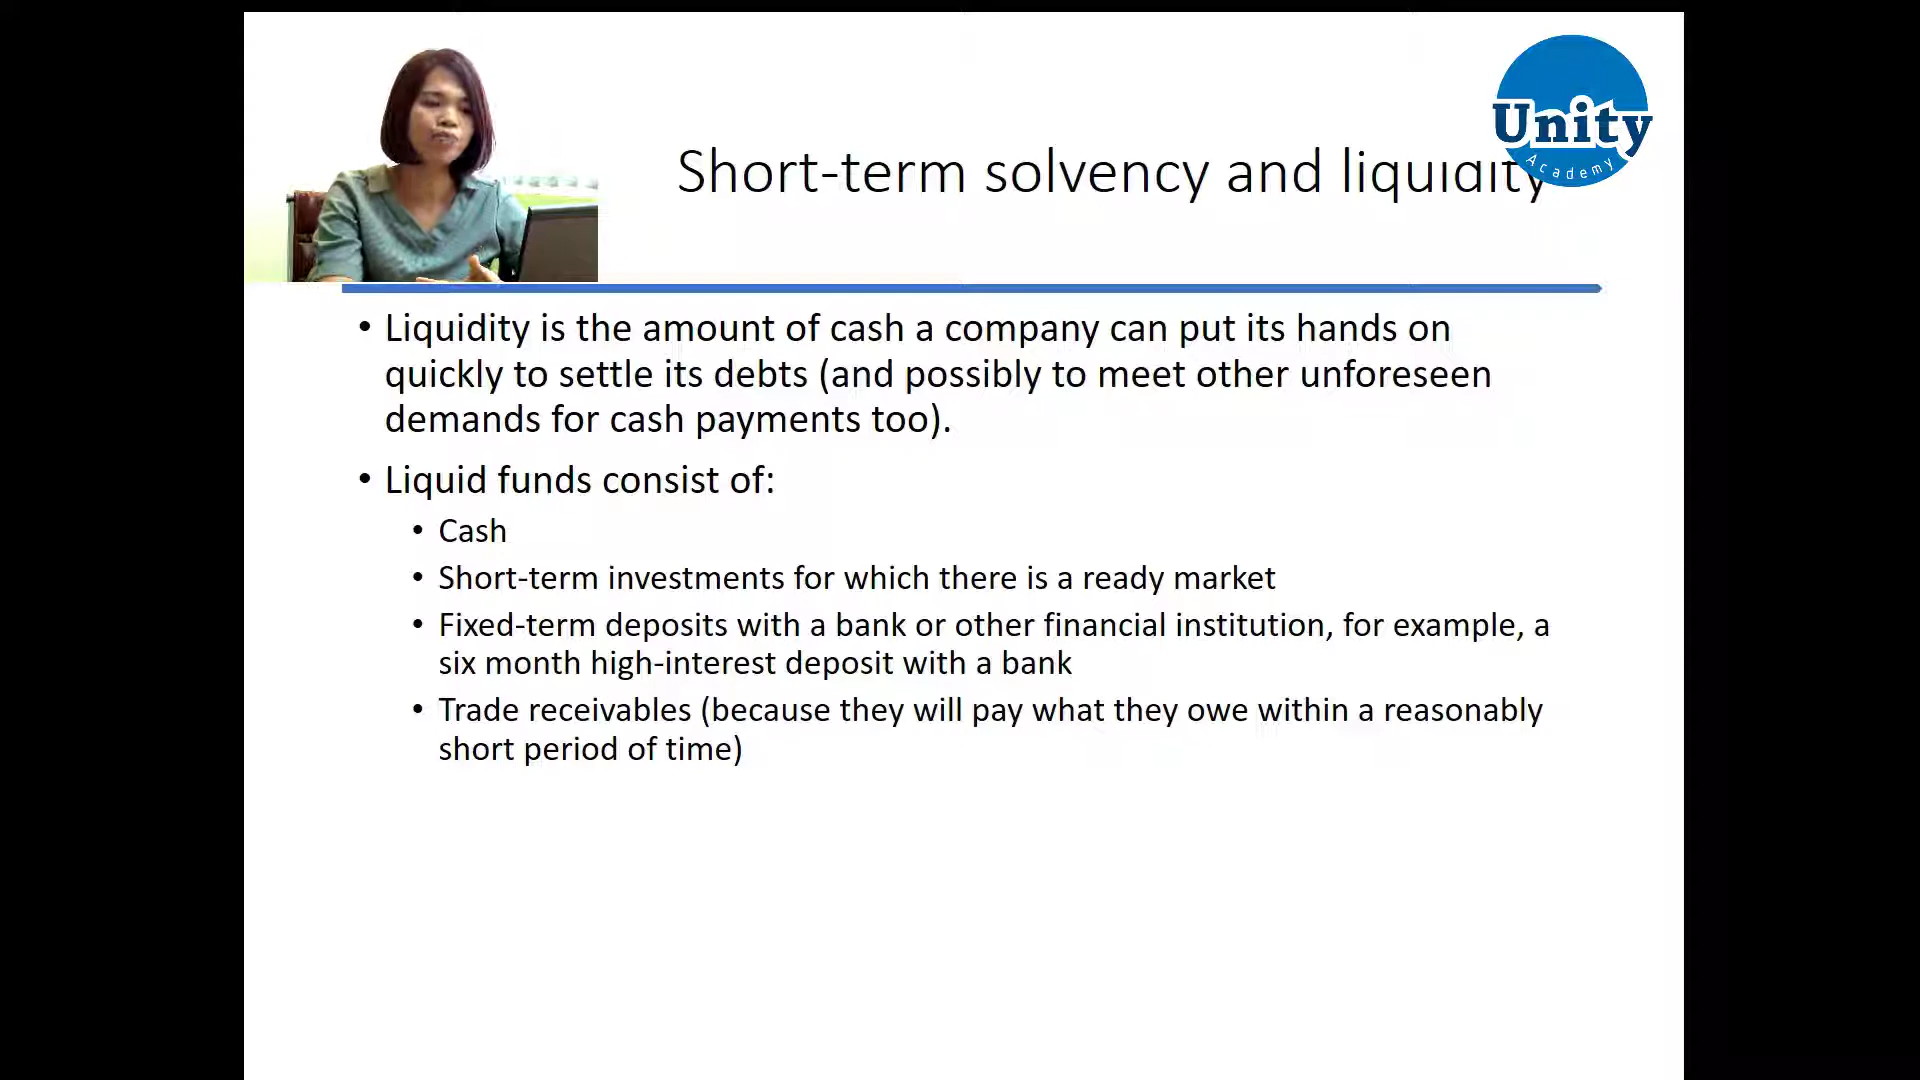 Unity
Academy
Short-term solvency and liquidity
• Liquidity is the amount of cash a company can put its hands on
quickly to settle its debts (and possibly to meet other unforeseen
demands for cash payments too).
• Liquid funds consist of:
• Cash
• Short-term investments for which there is a ready market
• Fixed-term deposits with a bank or other financial institution, for example, a
six month high-interest deposit with a bank
• Trade receivables (because they will pay what they owe within a reasonably
short period of time)